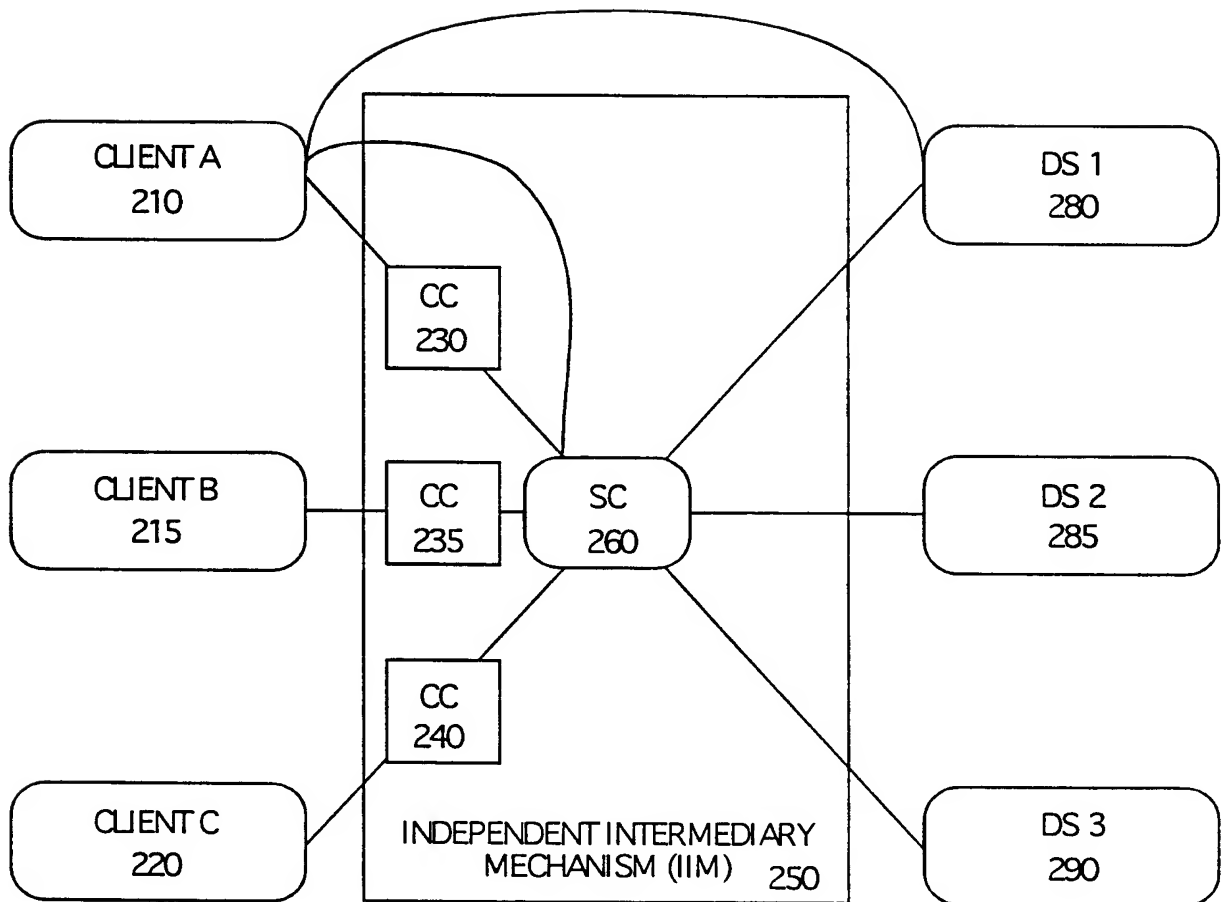 CLIENT A
210
DS 1
280
CC
230
CLIENT B
215
CC
235
SC
260
DS 2
285
CC
240
CLIENT C
220
INDEPENDENT INTERMEDIARY
MECHANISM (IIM) 250
DS 3
290